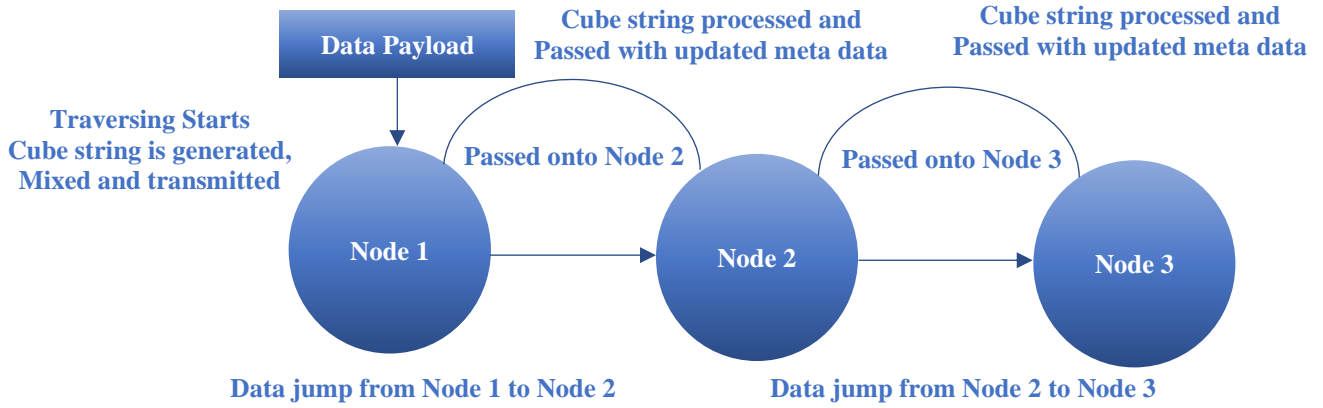 Data Payload
Cube string processed and
Passed with updated meta data
Cube string processed and
Passed with updated meta data
Traversing Starts
Cube string is generated,
Mixed and transmitted
Passed onto Node 2
Passed onto Node 3
Node 1
Node 2
Node 3
Data jump from Node 1 to Node 2
Data jump from Node 2 to Node 3